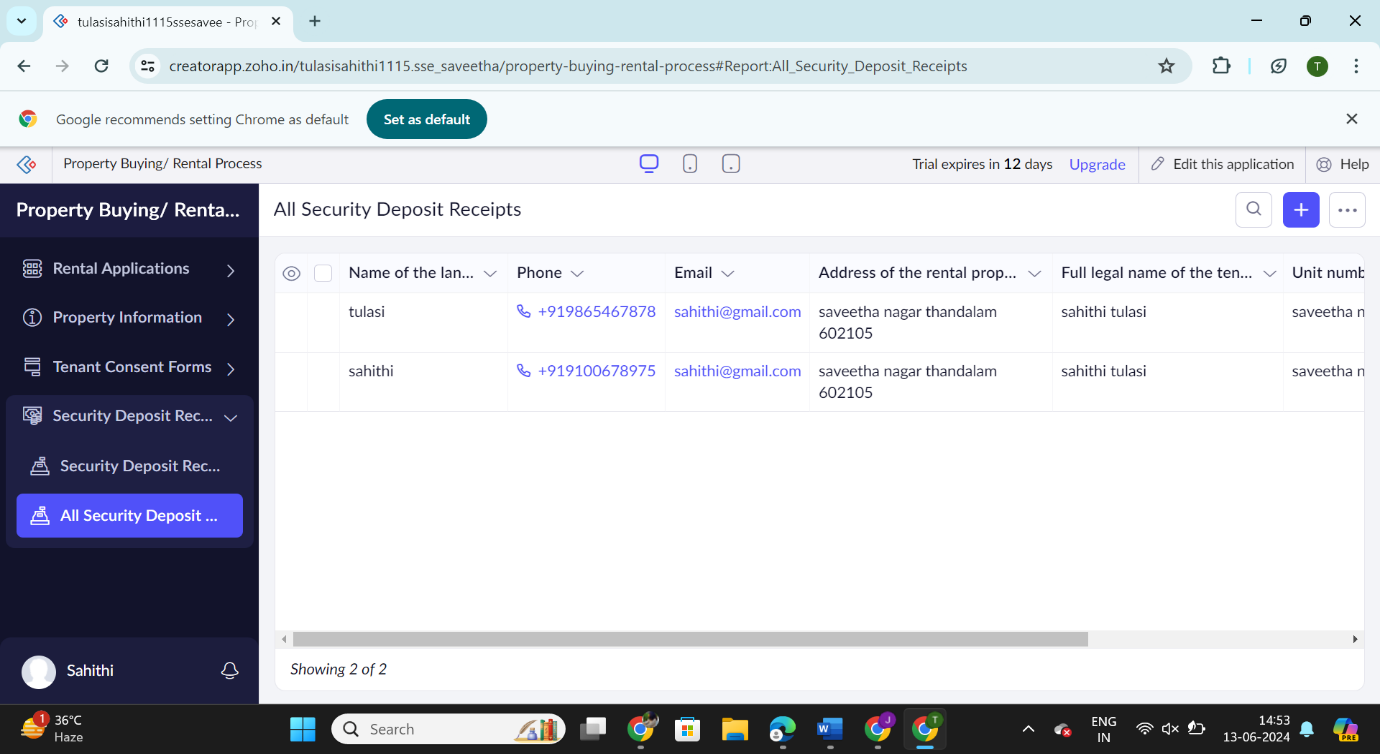 tulasisahithi1115ssesavee - Prop
creatorapp.zoho.in/tulasisahithi1115.sse_saveetha/property-buying-rental-process#Report:All_Security_Deposit_Receipts
T
Google recommends setting Chrome as default
Set as default
Property Buying/ Rental Process
Trial expires in 12 days
Upgrade
Edit this application
Help
Property Buying/ Renta...
All Security Deposit Receipts
Rental Applications
Property Information
Tenant Consent Forms
Security Deposit Rec...
Security Deposit Rec...
All Security Deposit ...
Name of the lan... Phone Email Address of the rental prop... Full legal name of the ten... Unit numb
tulasi +919865467878 sahithi@gmail.com saveetha nagar thandalam sahithi tulasi saveetha n
602105
sahithi +919100678975 sahithi@gmail.com saveetha nagar thandalam sahithi tulasi saveetha n
602105
Showing 2 of 2
Sahithi
1
36°C
Haze
Search
W
J
T
ENG
IN
14:53
13-06-2024
PRE